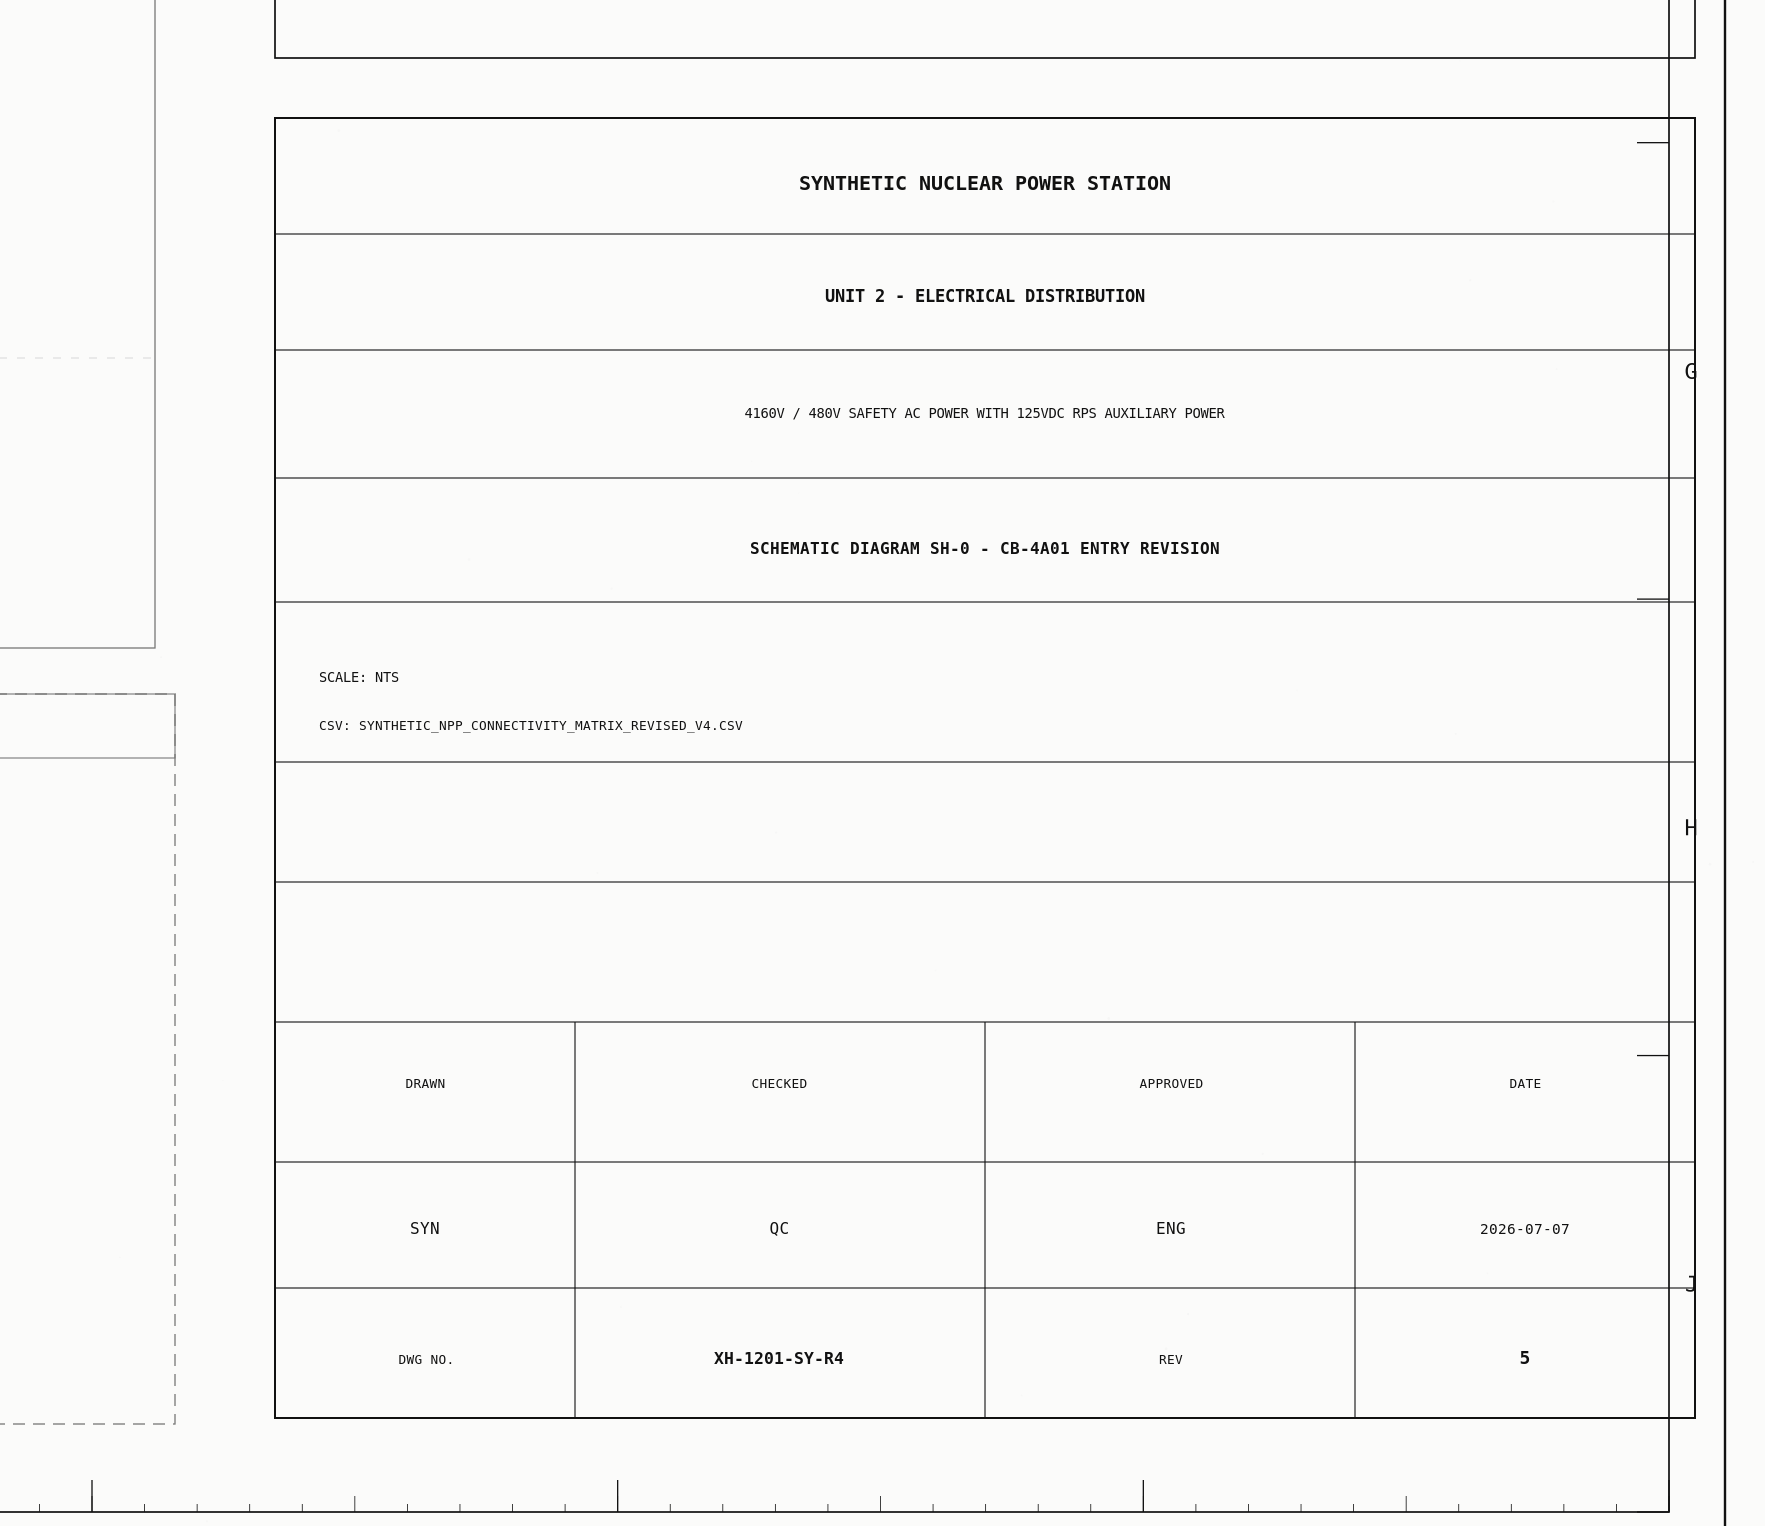 SYNTHETIC NUCLEAR POWER STATION
UNIT 2 - ELECTRICAL DISTRIBUTION
G
4160V / 480V SAFETY AC POWER WITH 125VDC RPS AUXILIARY POWER
SCHEMATIC DIAGRAM SH-0 - CB-4A01 ENTRY REVISION
SCALE: NTS
CSV: SYNTHETIC_NPP_CONNECTIVITY_MATRIX_REVISED_V4.CSV
H
DRAWN CHECKED APPROVED DATE
SYN QC ENG 2026-07-07
J
DWG NO. XH-1201-SY-R4 REV 5